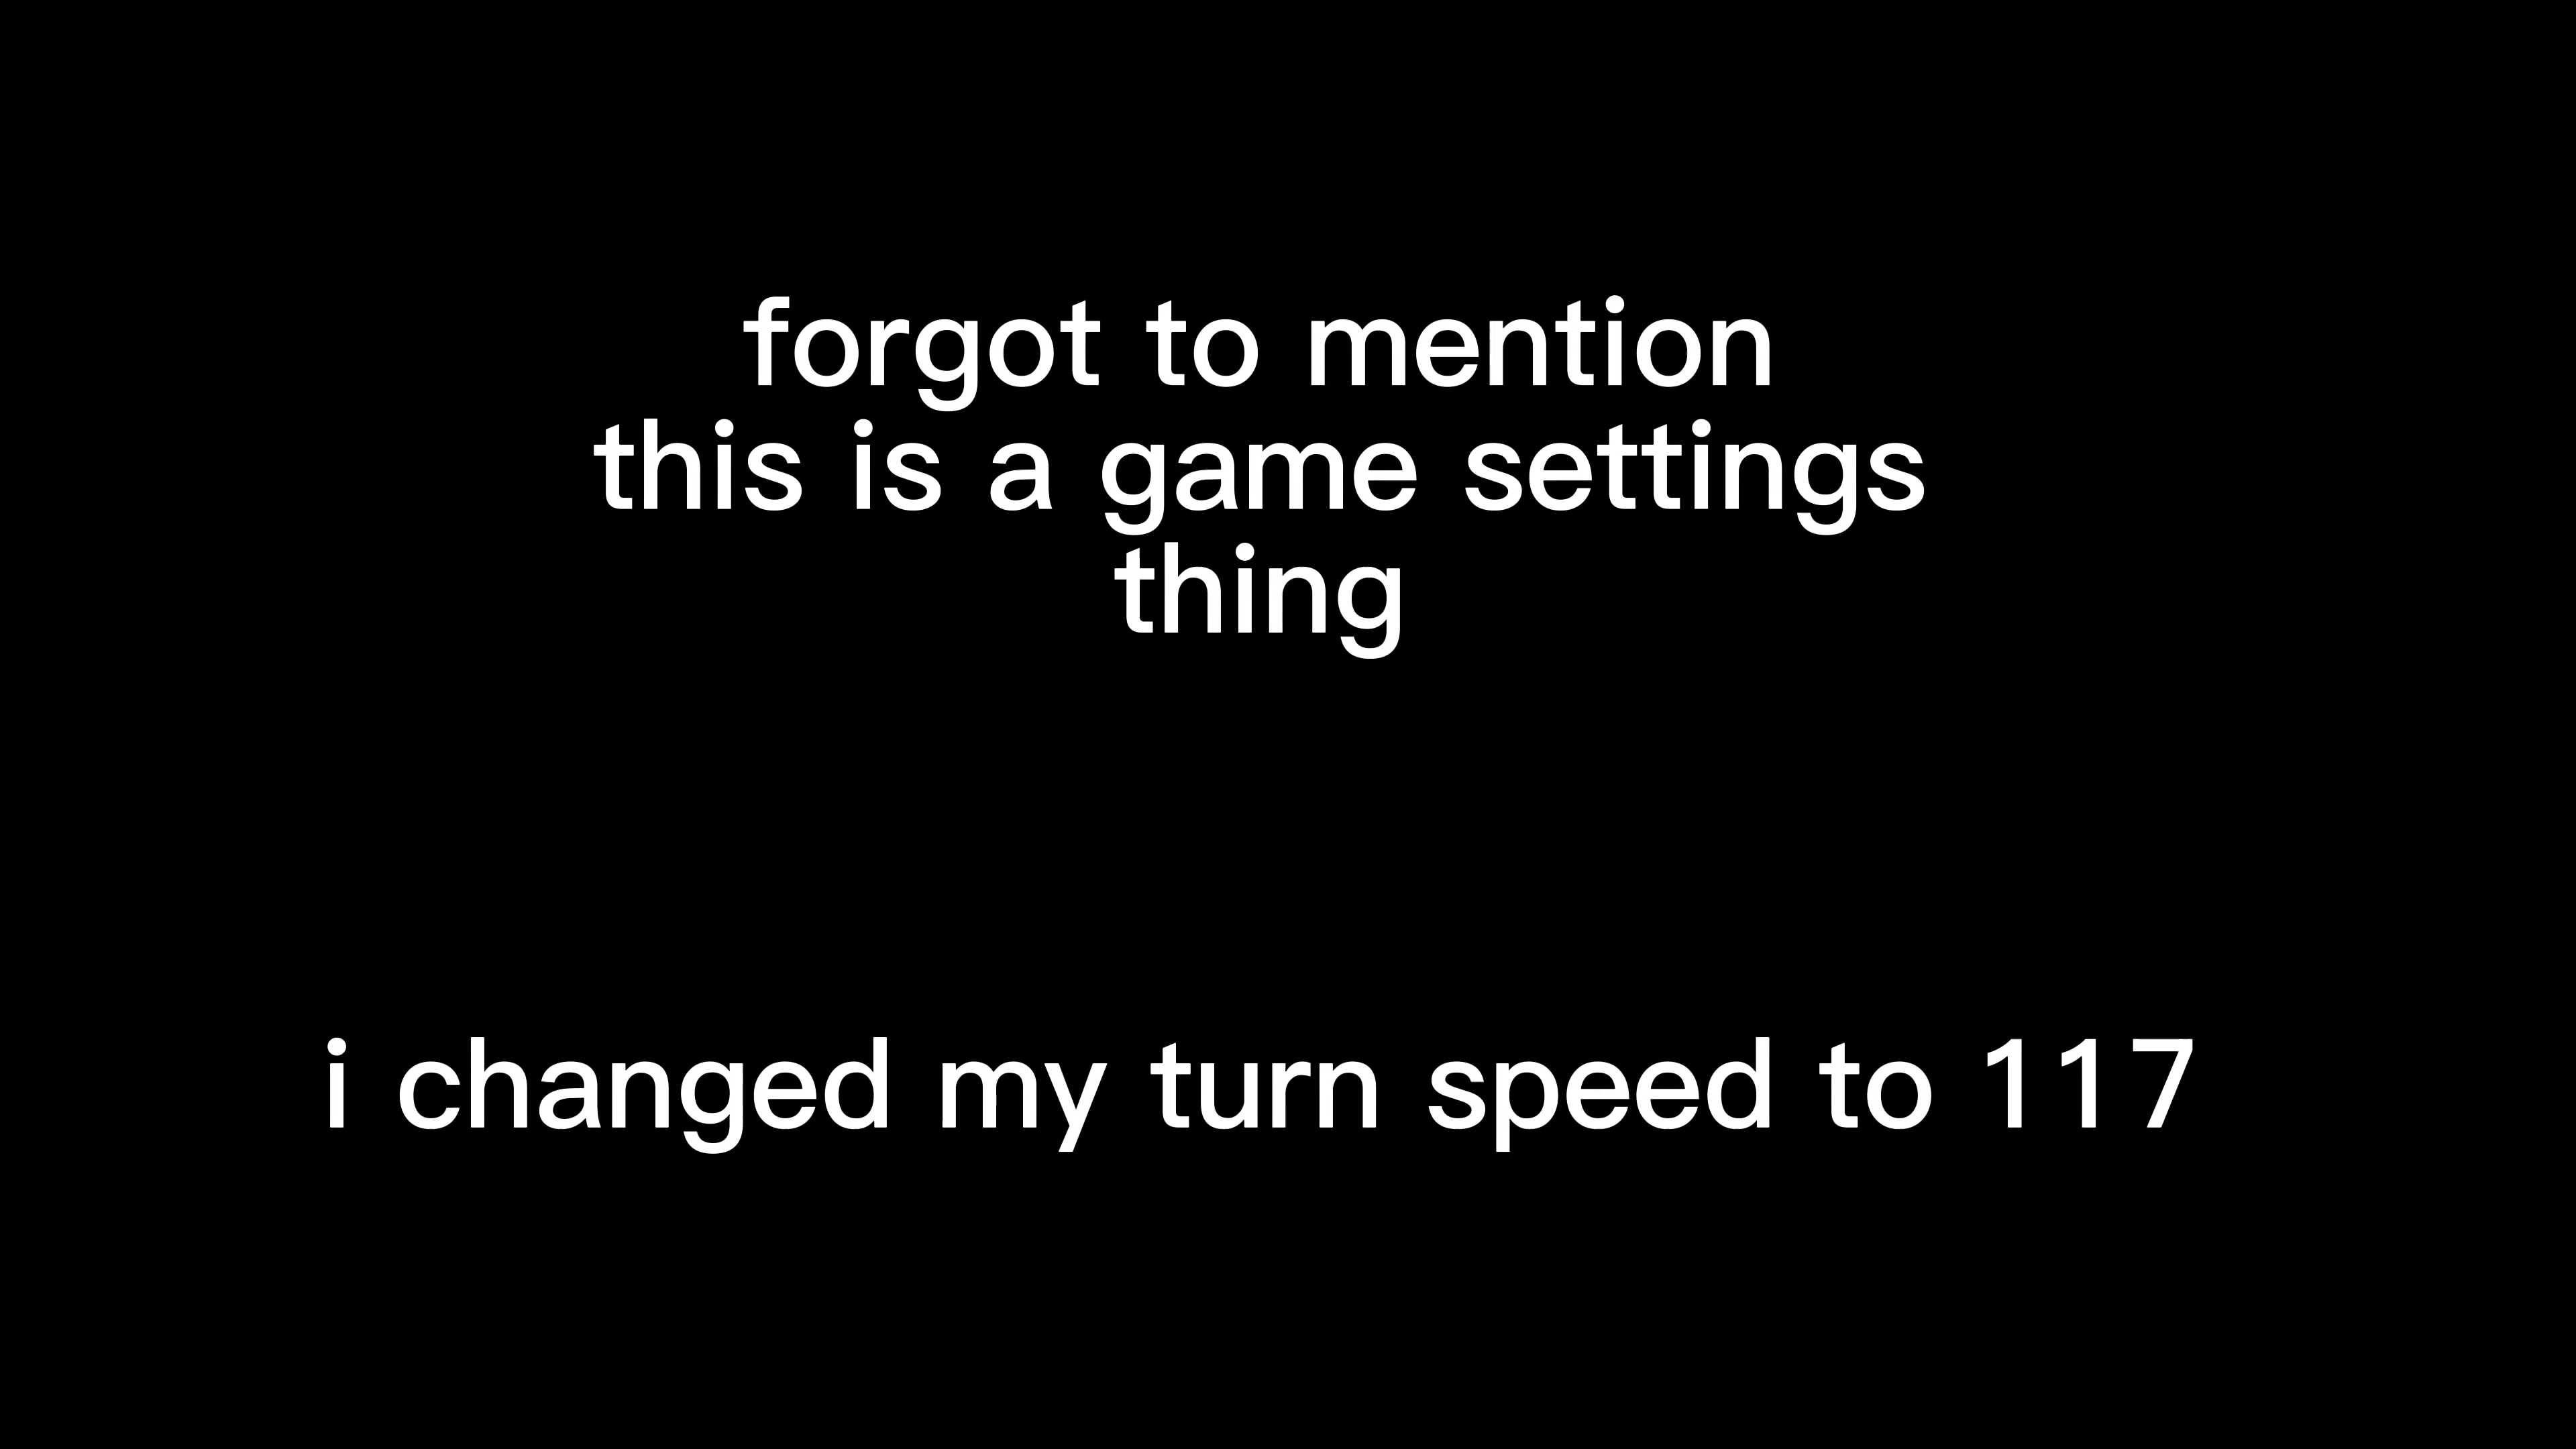 forgot to mention
this is a game settings
thing
i changed my turn speed to 117